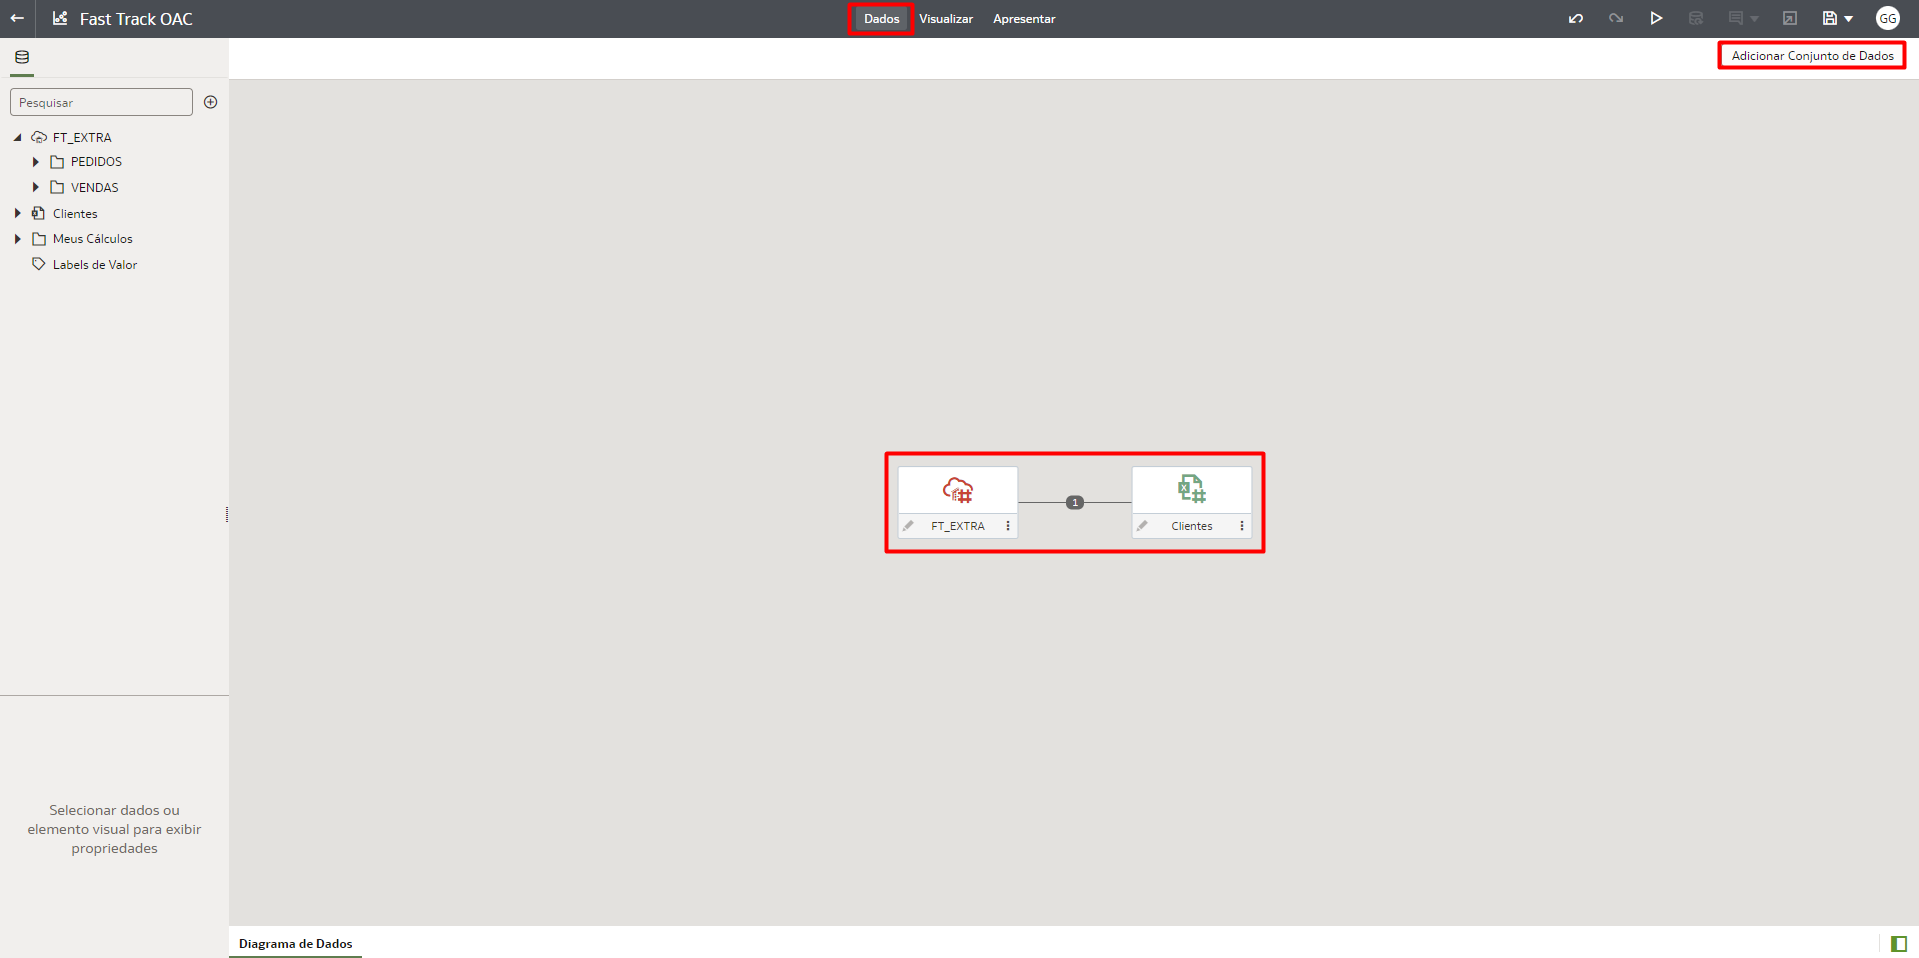 Fast Track OAC
Dados Visualizar Apresentar
GG
Adicionar Conjunto de Dados
Pesquisar
FT_EXTRA
PEDIDOS
VENDAS
Clientes
Meus Cálculos
Labels de Valor
1
FT_EXTRA
Clientes
Selecionar dados ou
elemento visual para exibir
propriedades
Diagrama de Dados